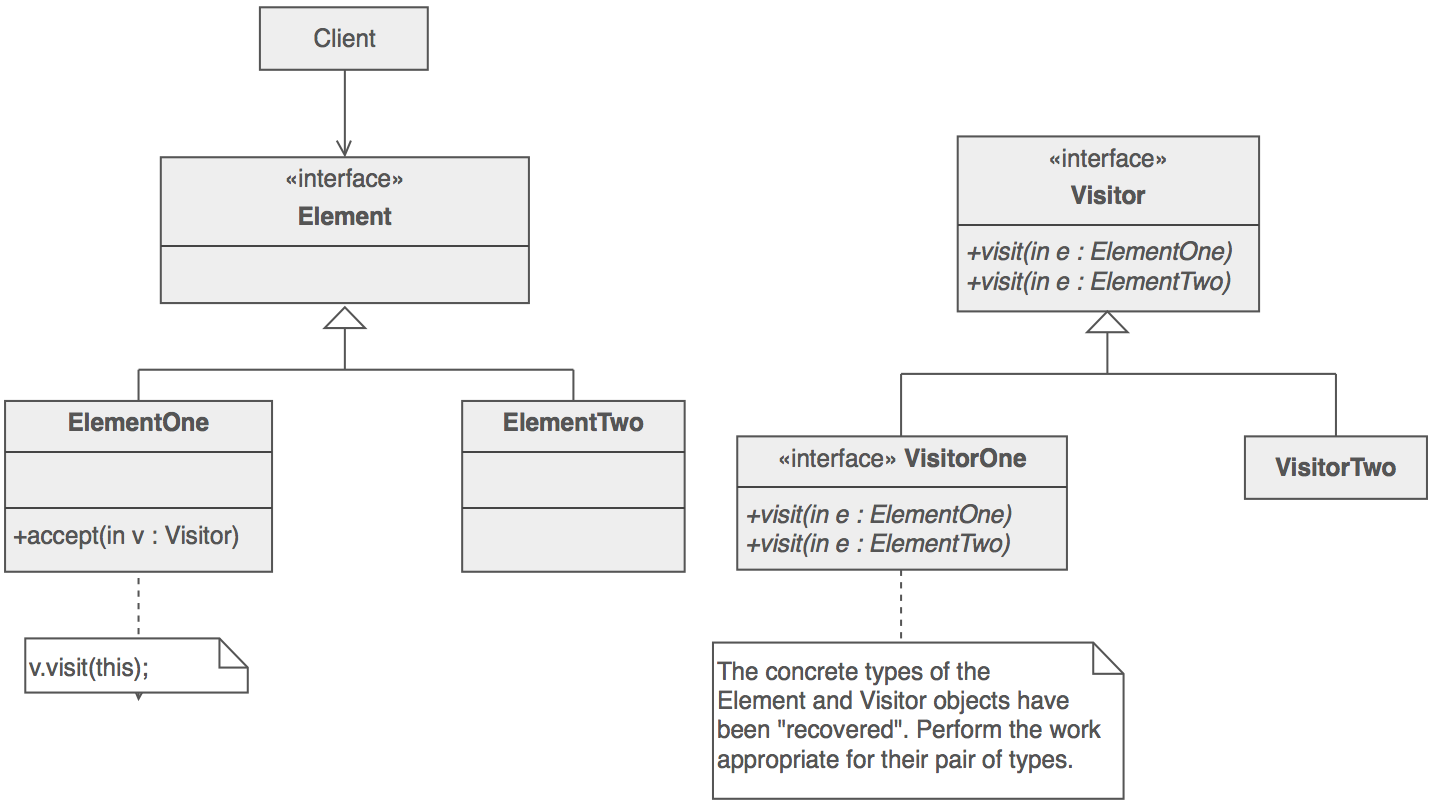 Client
«interface»
Element
«interface»
Visitor
+visit(in e : ElementOne)
+visit(in e : ElementTwo)
ElementOne
+accept(in v : Visitor)
ElementTwo
«interface» VisitorOne
+visit(in e : ElementOne)
+visit(in e : ElementTwo)
VisitorTwo
v.visit(this);
The concrete types of the
Element and Visitor objects have
been "recovered". Perform the work
appropriate for their pair of types.